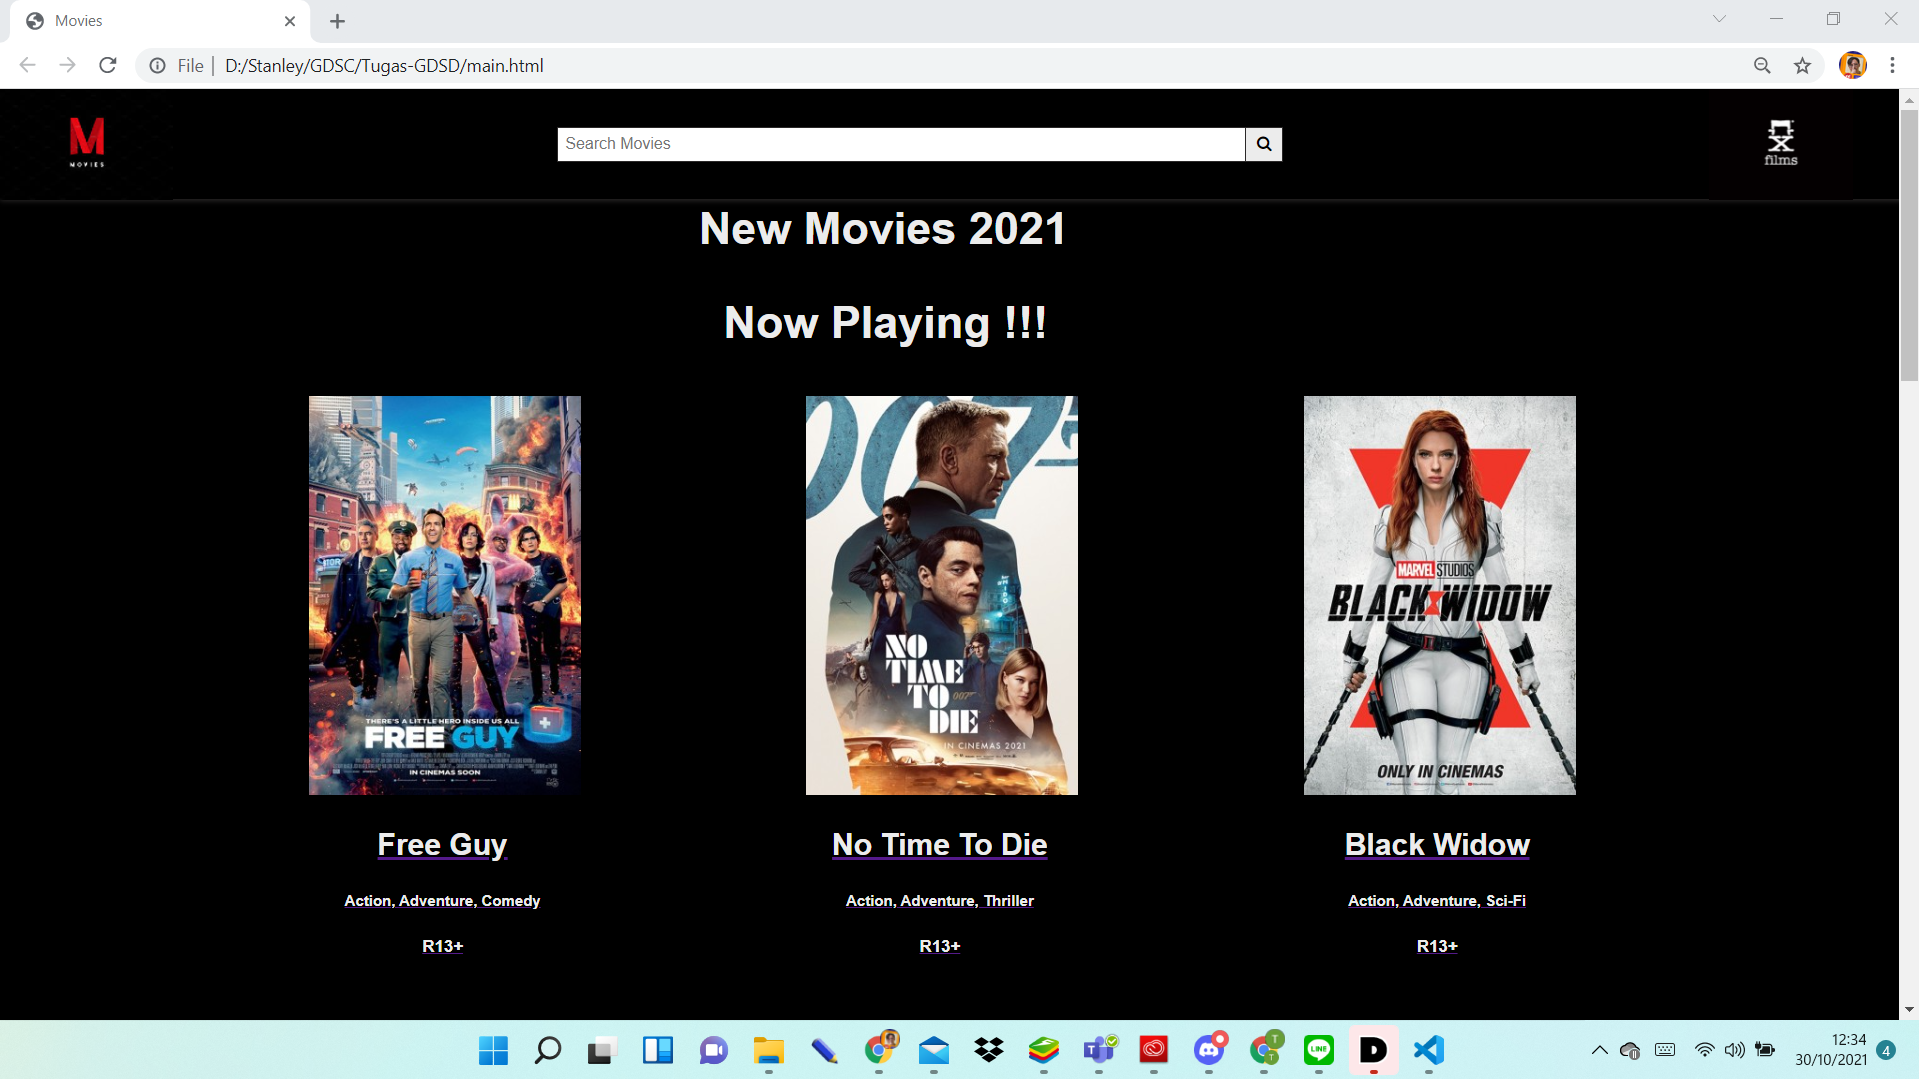 Movies
File
D:/Stanley/GDSC/Tugas-GDSD/main.html
M
MOVIES
Search Movies
films
New Movies 2021
Now Playing !!!
THERE'S A LITTLE HERO INSIDE US ALL
FREE GUY
IN CINEMAS SOON
007
NO
TIME
TO
DIE
007
IN CINEMAS 2021
MARVEL STUDIOS
BLACK WIDOW
ONLY IN CINEMAS
Free Guy
No Time To Die
Black Widow
Action, Adventure, Comedy
Action, Adventure, Thriller
Action, Adventure, Sci-Fi
R13+
R13+
R13+
LINE
D
12:34
30/10/2021
4